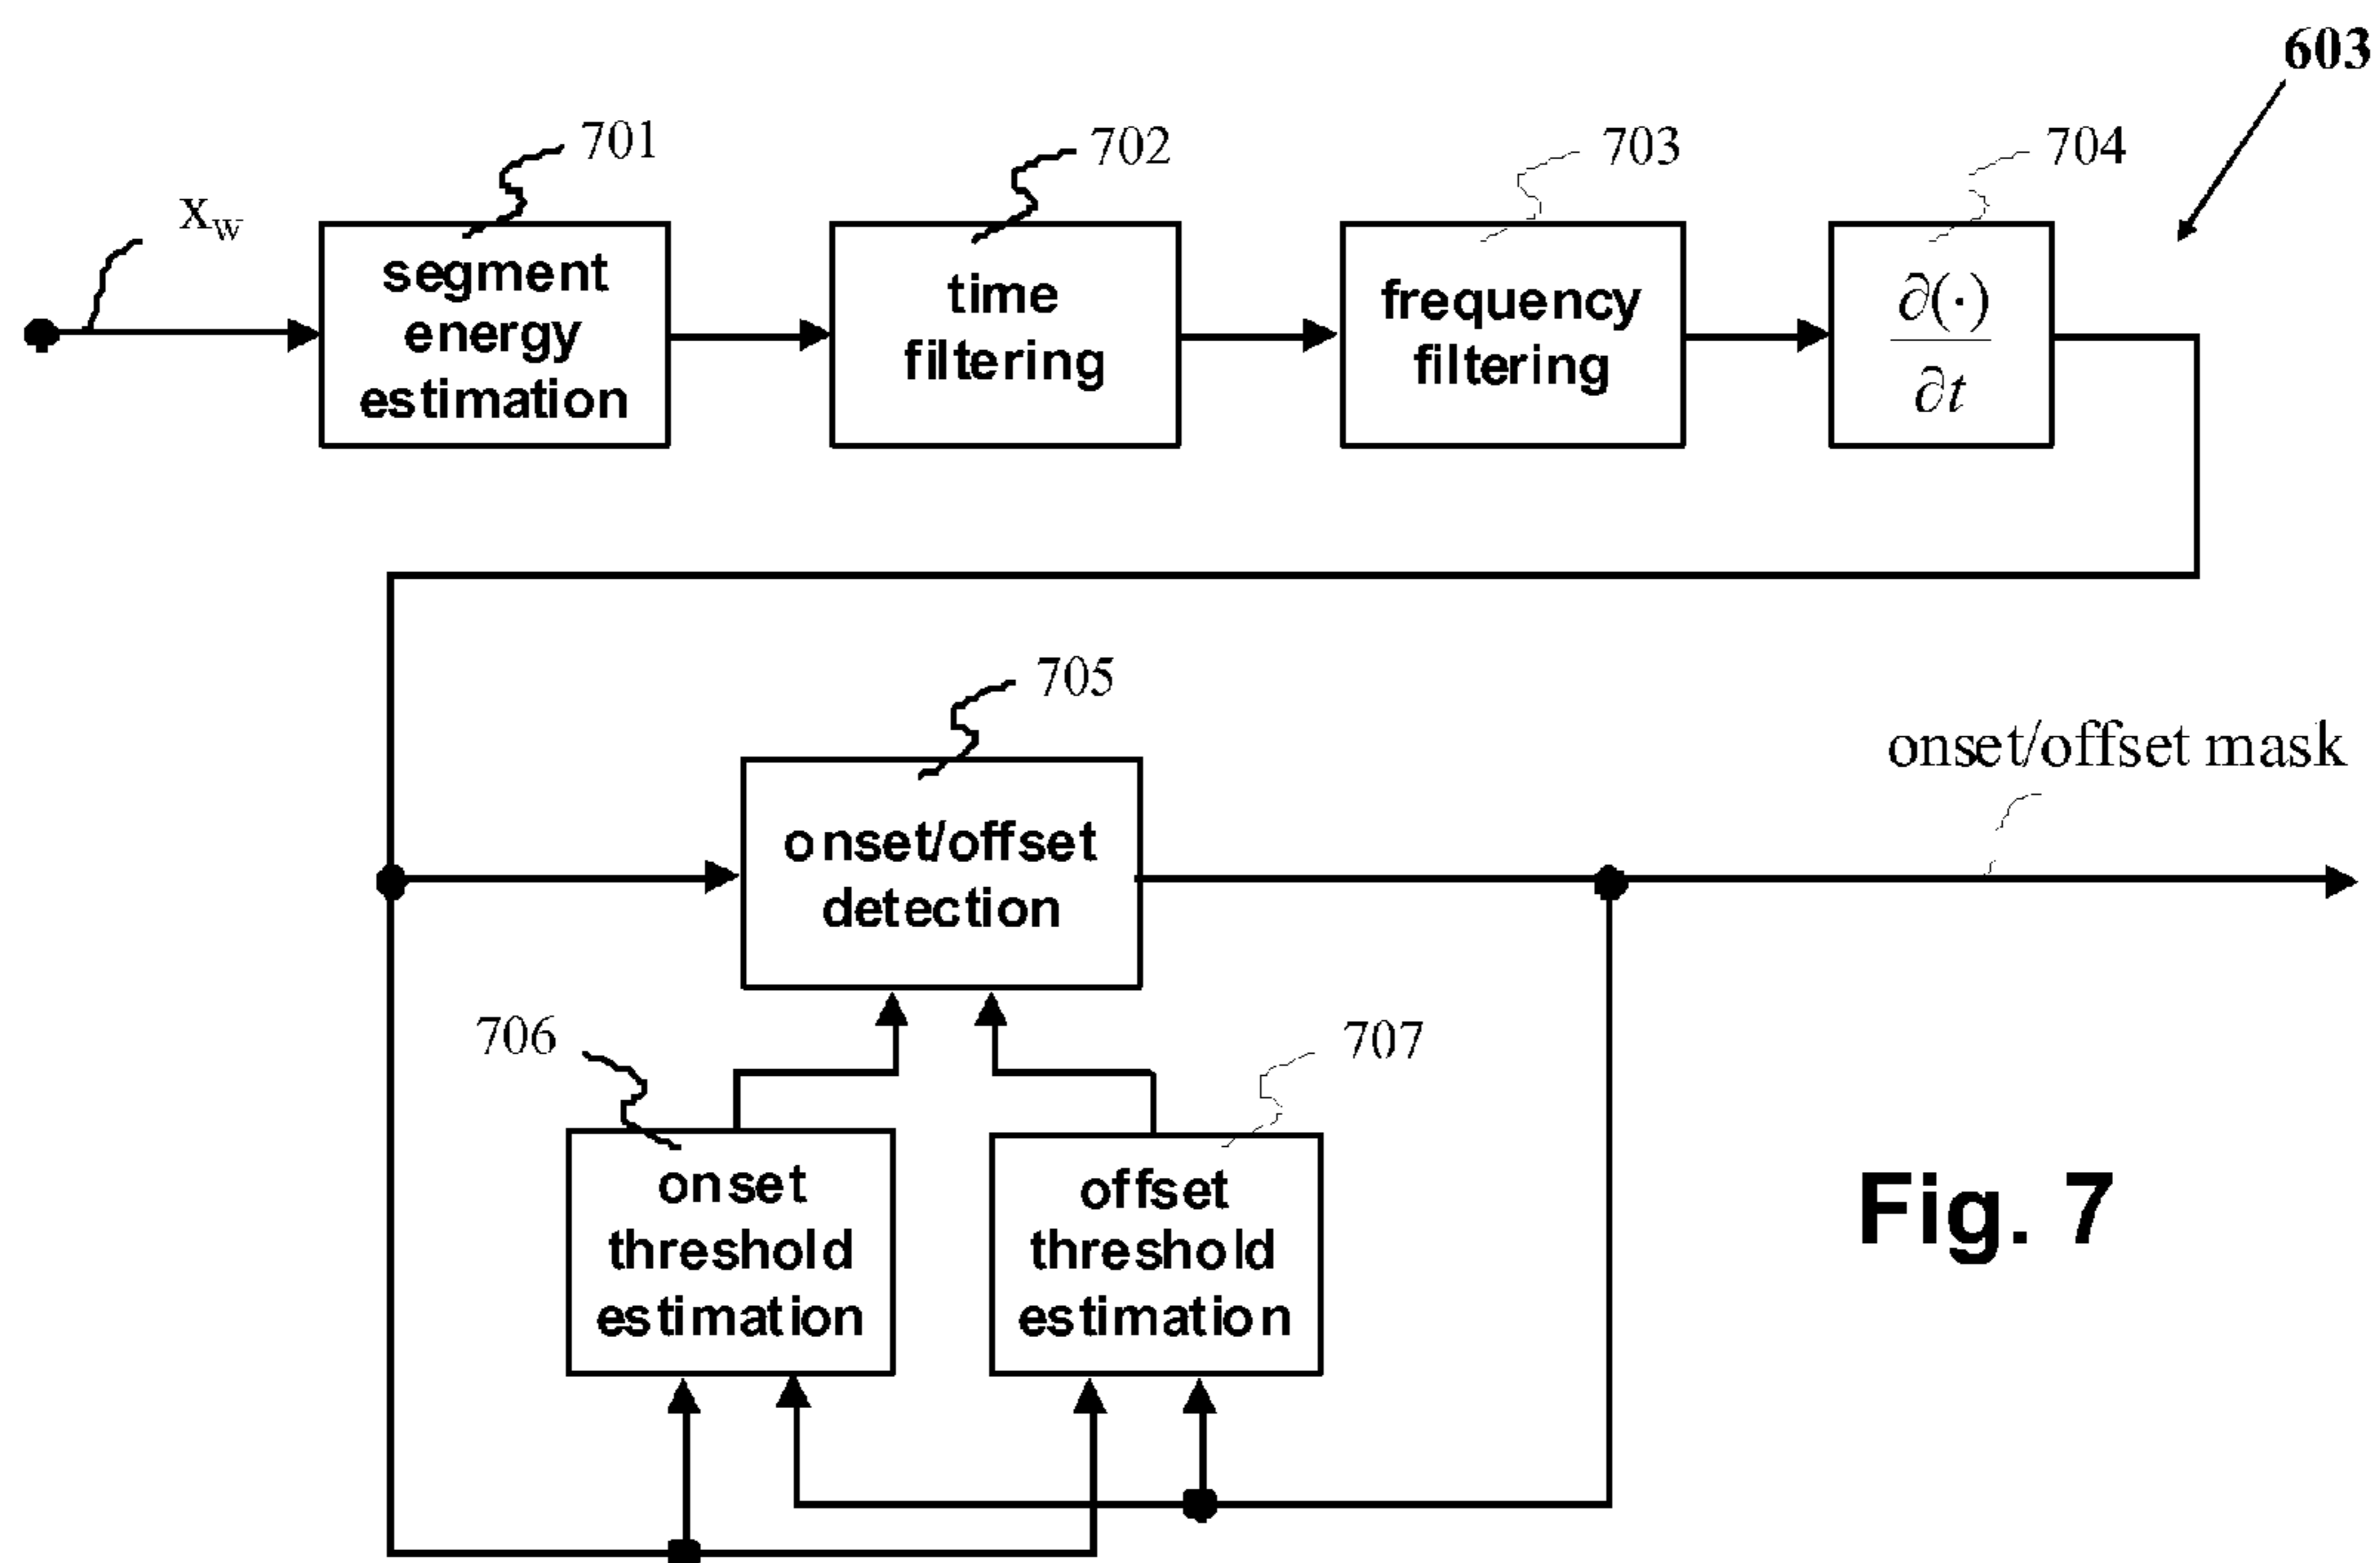 603
701
702
703
704
xw
segment
energy
estimation
time
filtering
frequency
filtering
∂(·)
∂t
705
onset/offset mask
onset/offset
detection
706
707
onset
threshold
estimation
offset
threshold
estimation
Fig. 7